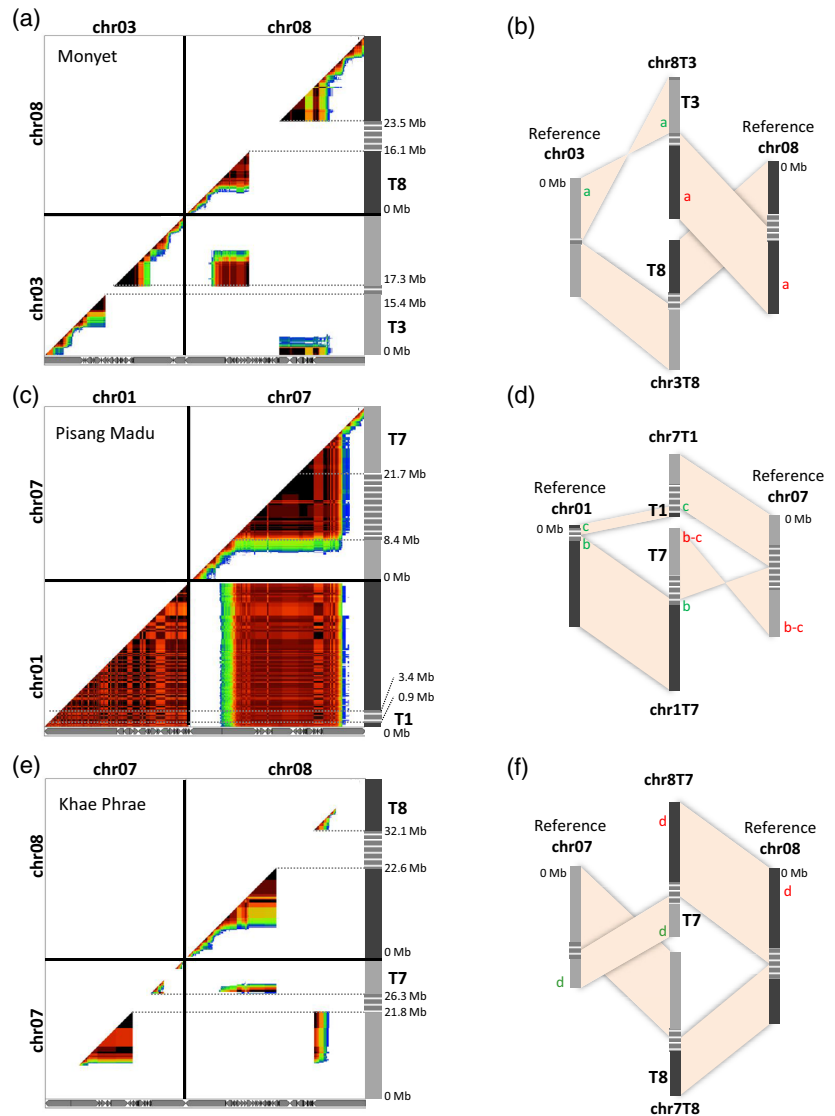 (a)
chr03 chr08
Monyet
chr08
23.5 Mb
16.1 Mb
T8
0 Mb
chr03
17.3 Mb
15.4 Mb
T3
0 Mb
(b)
chr8T3
T3
a
Reference
chr03
0 Mb
a
Reference
chr08
0 Mb
a
T8
a
chr3T8
(c)
chr01 chr07
Pisang Madu
chr07
T7
21.7 Mb
8.4 Mb
0 Mb
chr01
3.4 Mb
0.9 Mb
T1
0 Mb
(d)
chr7T1
Reference
chr01
0 Mb
c
b
T1
c
T7
b-c
b
Reference
chr07
0 Mb
b-c
chr1T7
(e)
chr07 chr08
Khae Phrae
chr08
T8
32.1 Mb
22.6 Mb
0 Mb
chr07
T7
26.3 Mb
21.8 Mb
0 Mb
(f)
chr8T7
d
Reference
chr07
0 Mb
d
T7
d
Reference
chr08
0 Mb
d
T8
chr7T8